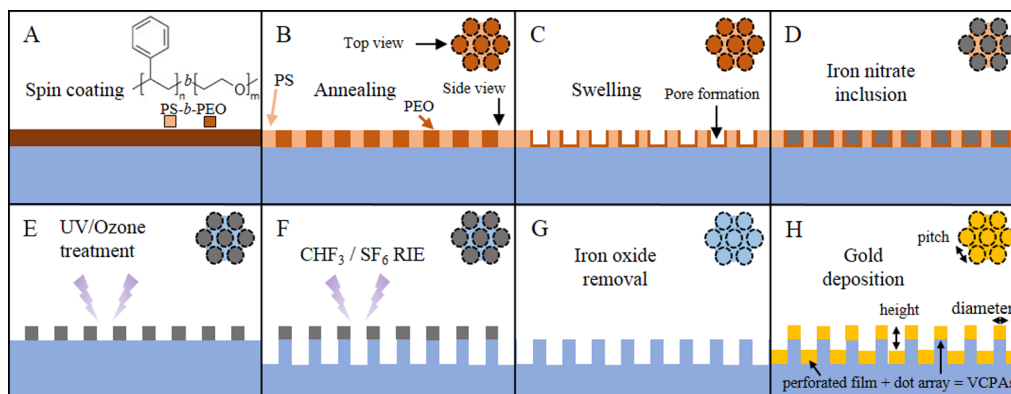 A
Spin coating
b
O
n
m
PS-b-PEO
B
Top view
PS
Annealing
Side view
PEO
C
Swelling
Pore formation
D
Iron nitrate
inclusion
E
UV/Ozone
treatment
F
CHF₃ / SF₆ RIE
G
Iron oxide
removal
H
pitch
Gold
deposition
height
diameter
perforated film + dot array = VCPAs